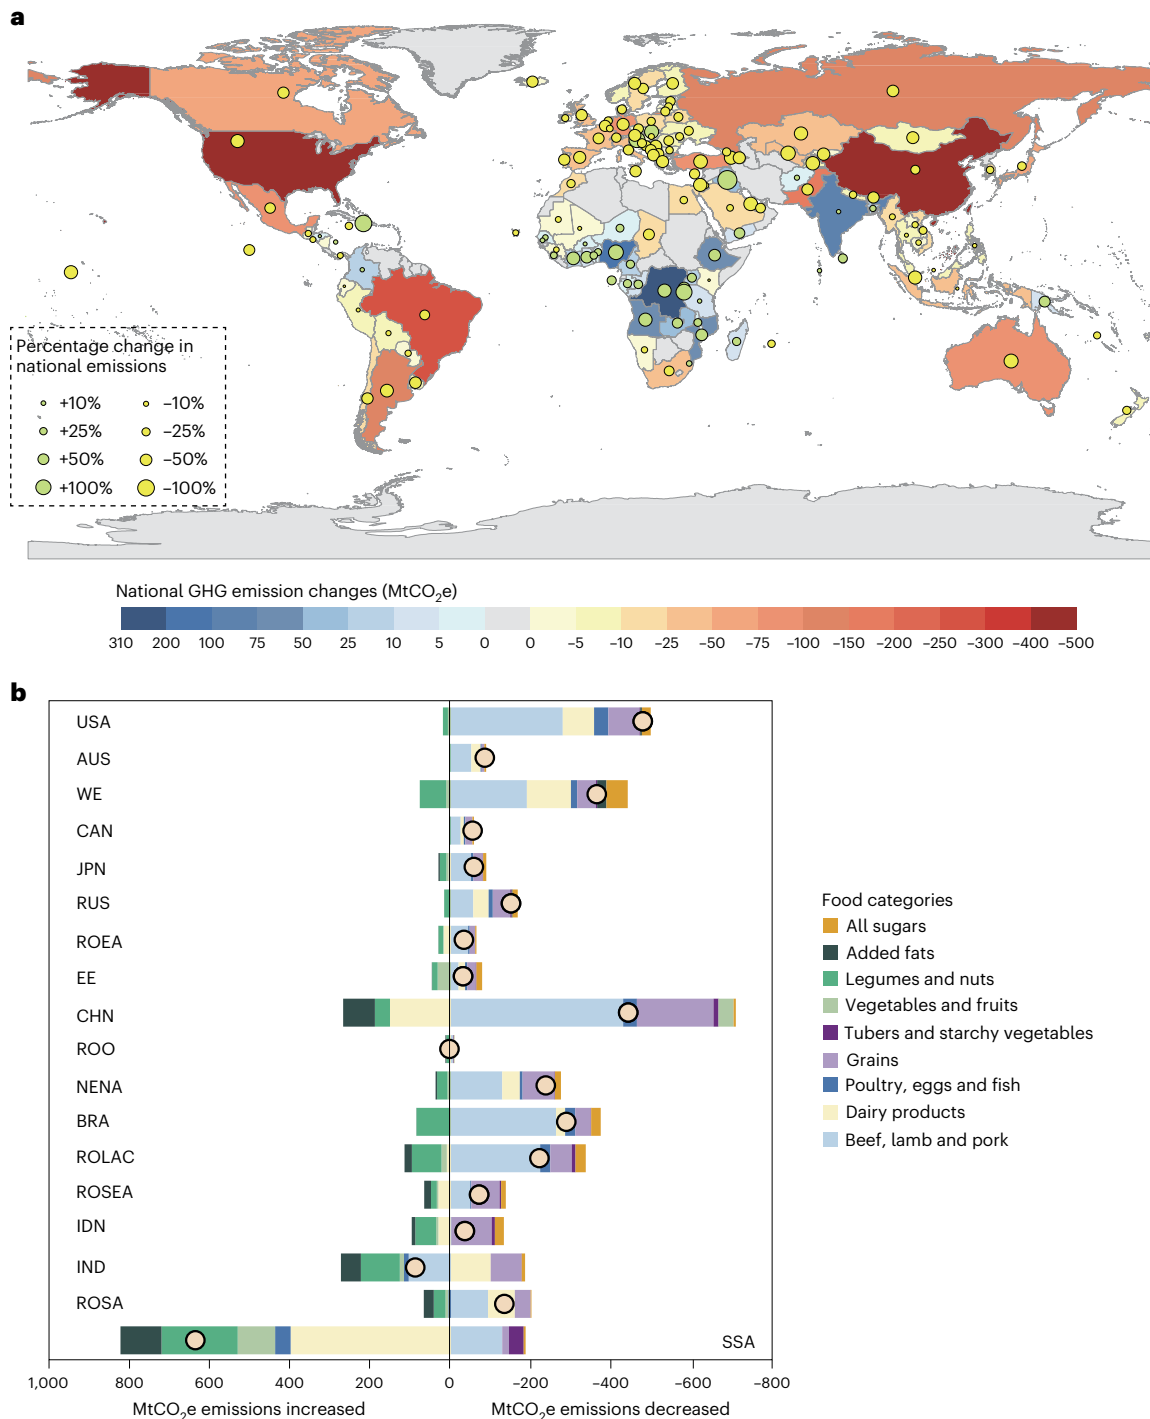 a
Percentage change in
national emissions
+10% –10%
+25% –25%
+50% –50%
+100% –100%
National GHG emission changes (MtCO2e)
310 200 100 75 50 25 10 5 0 0 –5 –10 –25 –50 –75 –100 –150 –200 –250 –300 –400 –500
b
USA
AUS
WE
CAN
JPN
RUS
ROEA
EE
CHN
ROO
NENA
BRA
ROLAC
ROSEA
IDN
IND
ROSA
SSA
Food categories
All sugars
Added fats
Legumes and nuts
Vegetables and fruits
Tubers and starchy vegetables
Grains
Poultry, eggs and fish
Dairy products
Beef, lamb and pork
1,000 800 600 400 200 0 –200 –400 –600 –800
MtCO2e emissions increased MtCO2e emissions decreased